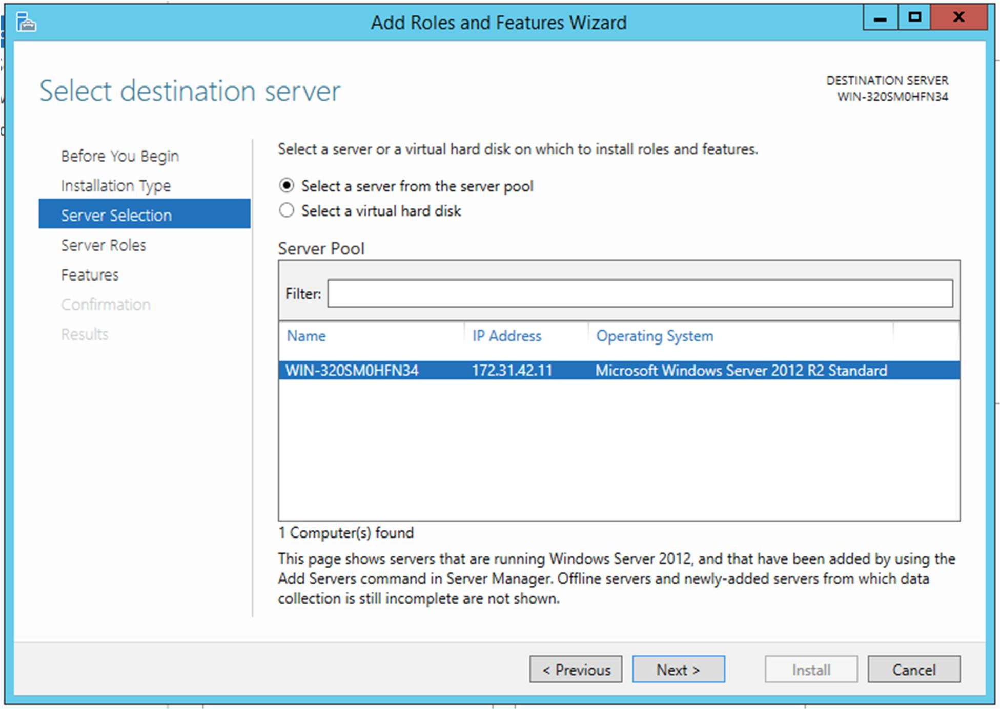 Add Roles and Features Wizard
Select destination server
DESTINATION SERVER
WIN-320SM0HFN34
Before You Begin
Installation Type
Server Selection
Server Roles
Features
Confirmation
Results
Select a server or a virtual hard disk on which to install roles and features.
Select a server from the server pool
Select a virtual hard disk
Server Pool
Filter:
Name IP Address Operating System
WIN-320SM0HFN34 172.31.42.11 Microsoft Windows Server 2012 R2 Standard
1 Computer(s) found
This page shows servers that are running Windows Server 2012, and that have been added by using the
Add Servers command in Server Manager. Offline servers and newly-added servers from which data
collection is still incomplete are not shown.
< Previous Next > Install Cancel